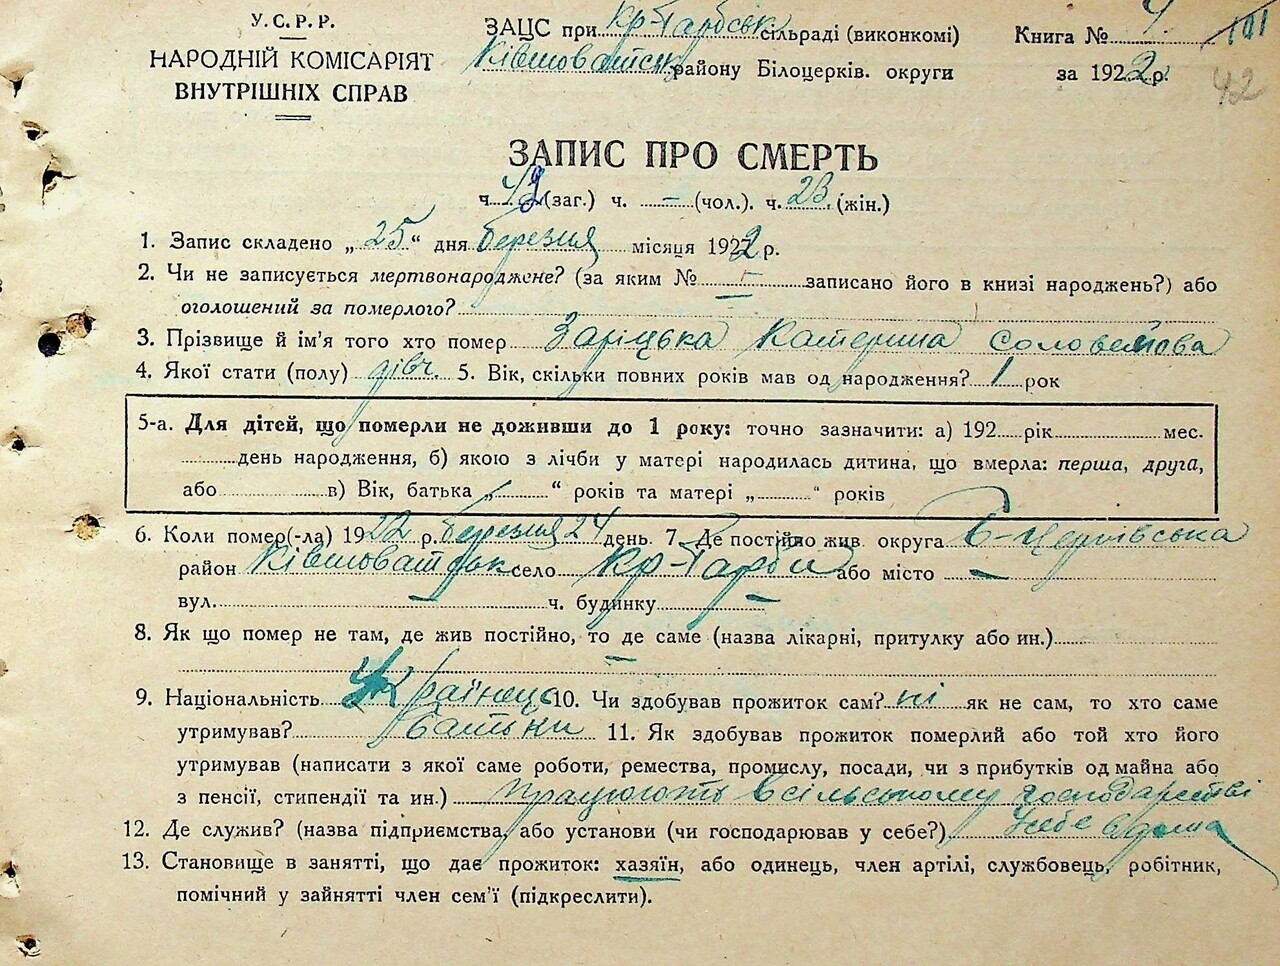 У.С.Р.Р.
НАРОДНІЙ КОМІСАРІЯТ
ВНУТРІШНІХ СПРАВ
ЗАЦС при Кр-Гарбськ сільраді (виконкомі)
Ківшоватськ району Білоцерків. округи
Книга № 4. 101
за 1922 р. 42
ЗАПИС ПРО СМЕРТЬ
ч. 49 (заг.) ч. – (чол.). ч. 23. (жін.)
1. Запис складено „ 25 “ дня березня місяця 1922 р.
2. Чи не записується мертвонароджене? (за яким № – записано його в книзі народжень?) або
оголошений за померлого? –
3. Прізвище й ім'я того хто помер Заріцька Катерина Соловейова
4. Якої стати (полу) дівч. 5. Вік, скільки повних років мав од народження? 1 рок
5-а. Для дітей, що померли не доживши до 1 року: точно зазначити: а) 192 рік мес.
день народження, б) якою з лічби у матері народилась дитина, що вмерла: перша, друга,
або в) Вік, батька „ “ років та матері „ “ років
6. Коли помер(-ла) 1922 р. березня 24 день. 7. Де постійно жив. округа Б-Церківська
район Ківшоватськ село Кр-Гарби або місто –
вул. – ч. будинку –
8. Як що помер не там, де жив постійно, то де саме (назва лікарні, притулку або ин.)
–
9. Національність Українець 10. Чи здобував прожиток сам? ні як не сам, то хто саме
утримував? батьки 11. Як здобував прожиток померлий або той хто його
утримував (написати з якої саме роботи, ремества, промислу, посади, чи з прибутків од майна або
з пенсії, стипендії та ин.) працюють в сільському господарстві
12. Де служив? (назва підприємства, або установи (чи господарював у себе?) у себе вдома
13. Становище в занятті, що дає прожиток: хазяїн, або одинець, член артілі, службовець, робітник,
помічний у зайнятті член сем'ї (підкреслити).